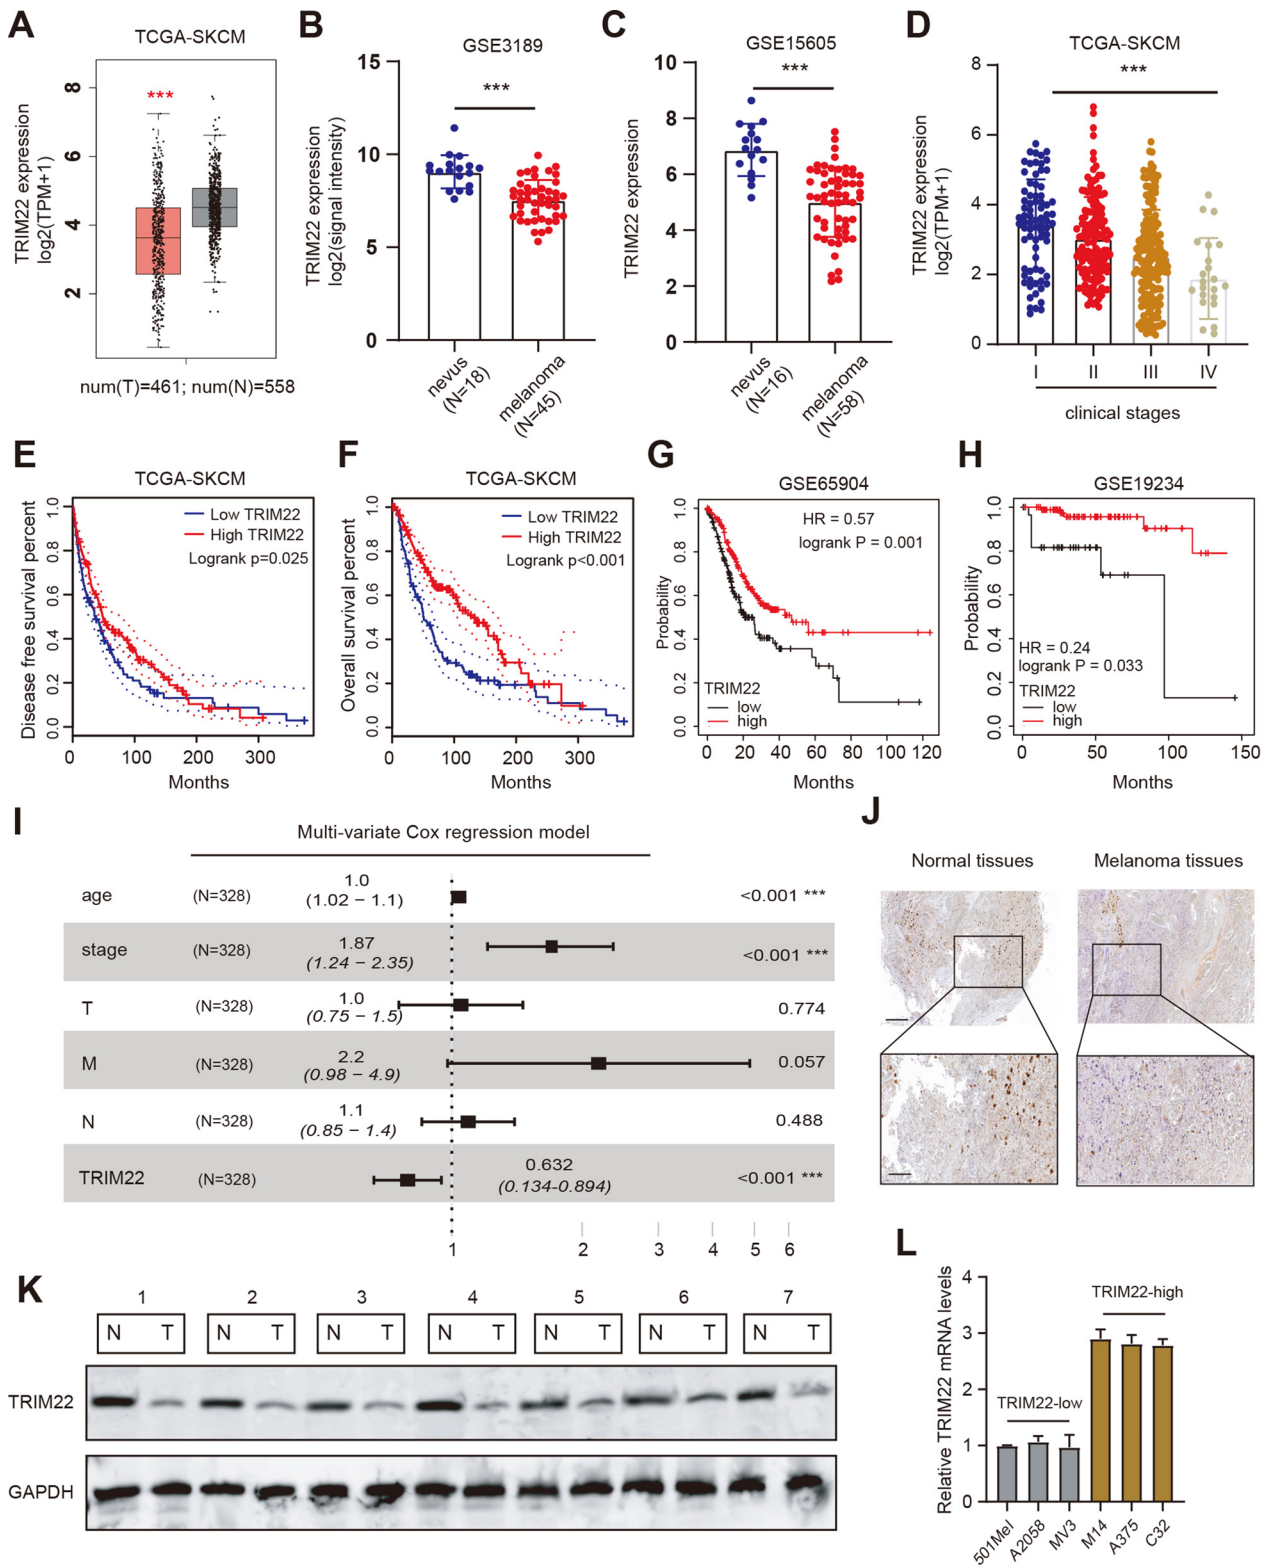 A
TCGA-SKCM
TRIM22 expression
log2(TPM+1)
8
6
4
2
***
num(T)=461; num(N)=558
B
GSE3189
TRIM22 expression
log2(signal intensity)
15
10
5
0
***
nevus
(N=18)
melanoma
(N=45)
C
GSE15605
TRIM22 expression
10
8
6
4
2
0
***
nevus
(N=16)
melanoma
(N=58)
D
TCGA-SKCM
TRIM22 expression
log2(TPM+1)
8
6
4
2
0
***
I II III IV
clinical stages
E
TCGA-SKCM
Disease free survival percent
1.0
0.8
0.6
0.4
0.2
0.0
Low TRIM22
High TRIM22
Logrank p=0.025
0 100 200 300
Months
F
TCGA-SKCM
Overall survival percent
1.0
0.8
0.6
0.4
0.2
0.0
Low TRIM22
High TRIM22
Logrank p<0.001
0 100 200 300
Months
G
GSE65904
Probability
1.0
0.8
0.6
0.4
0.2
0.0
HR = 0.57
logrank P = 0.001
TRIM22
low
high
0 20 40 60 80 100 120
Months
H
GSE19234
Probability
1.0
0.8
0.6
0.4
0.2
0.0
HR = 0.24
logrank P = 0.033
TRIM22
low
high
0 50 100 150
Months
I
Multi-variate Cox regression model
age (N=328) 1.0 <0.001 ***
(1.02 − 1.1)
stage (N=328) 1.87 <0.001 ***
(1.24 − 2.35)
T (N=328) 1.0 0.774
(0.75 − 1.5)
M (N=328) 2.2 0.057
(0.98 − 4.9)
N (N=328) 1.1 0.488
(0.85 − 1.4)
TRIM22 (N=328) 0.632 <0.001 ***
(0.134-0.894)
1 2 3 4 5 6
J
Normal tissues Melanoma tissues
K
1 2 3 4 5 6 7
N T N T N T N T N T N T N T
TRIM22
GAPDH
L
Relative TRIM22 mRNA levels
4
3
2
1
0
TRIM22-high
TRIM22-low
501Mel
A2058
MV3
M14
A375
C32